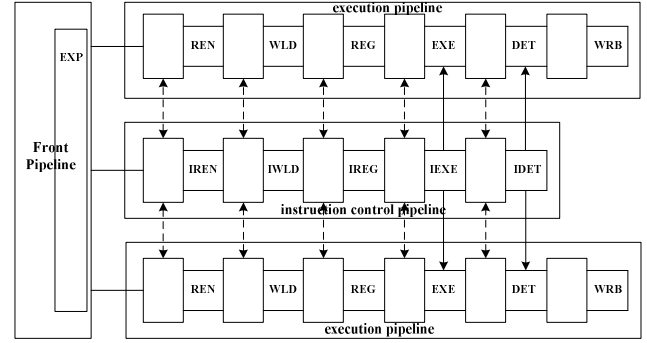 execution pipeline
EXP
REN WLD REG EXE DET WRB
Front
Pipeline
IREN IWLD IREG IEXE IDET
instruction control pipeline
REN WLD REG EXE DET WRB
execution pipeline